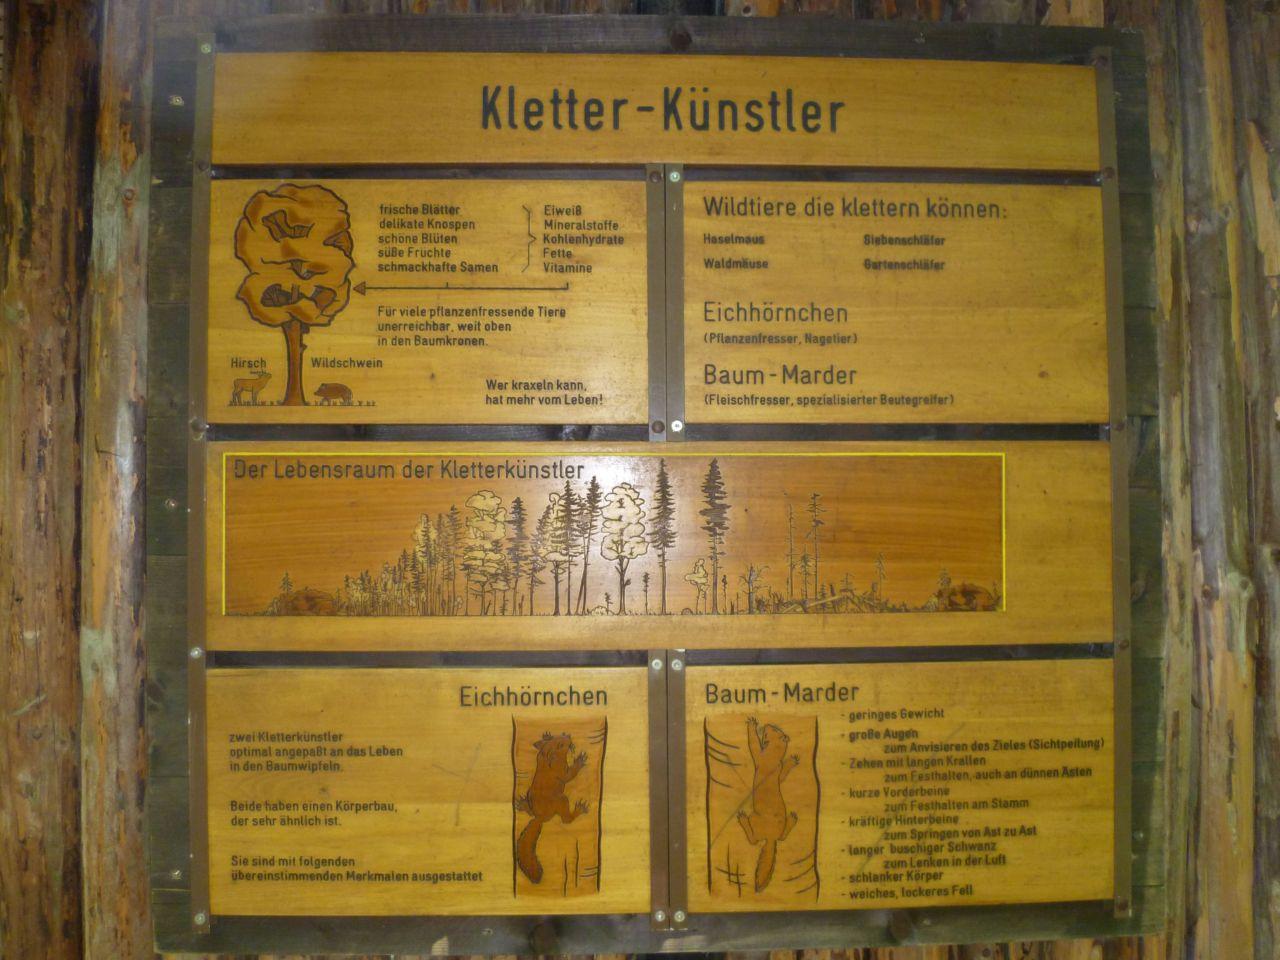 Kletter-Künstler
frische Blätter
delikate Knospen
schöne Blüten
süße Früchte
schmackhafte Samen
Eiweiß
Mineralstoffe
Kohlenhydrate
Fette
Vitamine
Für viele pflanzenfressende Tiere
unerreichbar, weit oben
in den Baumkronen.
Hirsch
Wildschwein
Wer kraxeln kann,
hat mehr vom Leben!
Wildtiere die klettern können:
Haselmaus Siebenschläfer
Waldmäuse Gartenschläfer
Eichhörnchen
(Pflanzenfresser, Nagetier)
Baum-Marder
(Fleischfresser, spezialisierter Beutegreifer)
Der Lebensraum der Kletterkünstler
Eichhörnchen
zwei Kletterkünstler
optimal angepaßt an das Leben
in den Baumwipfeln.
Beide haben einen Körperbau,
der sehr ähnlich ist.
Sie sind mit folgenden
übereinstimmenden Merkmalen ausgestattet
Baum-Marder
- geringes Gewicht
- große Augen
zum Anvisieren des Zieles (Sichtpeilung)
- Zehen mit langen Krallen
zum Festhalten, auch an dünnen Ästen
- kurze Vorderbeine
zum Festhalten am Stamm
- kräftige Hinterbeine
zum Springen von Ast zu Ast
- langer buschiger Schwanz
zum Lenken in der Luft
- schlanker Körper
- weiches, lockeres Fell